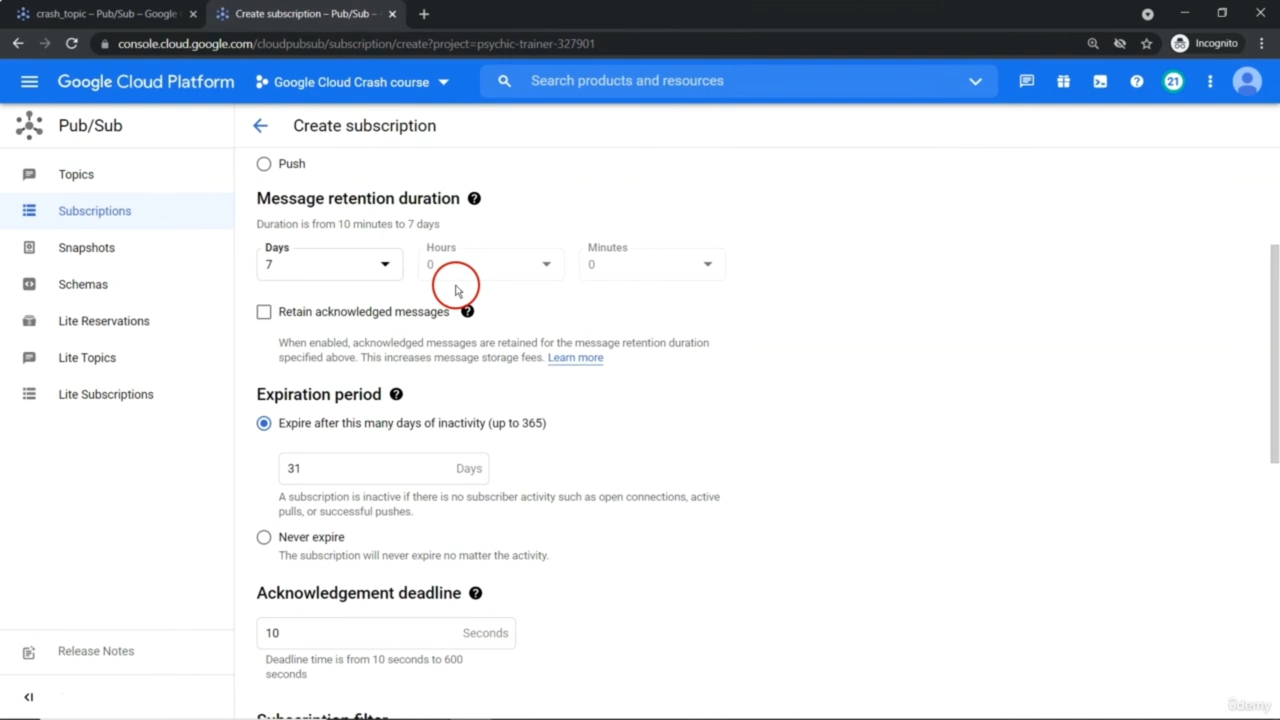 crash_topic – Pub/Sub – Google
Create subscription – Pub/Sub –
console.cloud.google.com/cloudpubsub/subscription/create?project=psychic-trainer-327901
Incognito
Google Cloud Platform
Google Cloud Crash course
Search products and resources
21
Pub/Sub
Create subscription
Topics
Subscriptions
Snapshots
Schemas
Lite Reservations
Lite Topics
Lite Subscriptions
Release Notes
Push
Message retention duration
Duration is from 10 minutes to 7 days
Days
7
Hours
0
Minutes
0
Retain acknowledged messages
When enabled, acknowledged messages are retained for the message retention duration
specified above. This increases message storage fees. Learn more
Expiration period
Expire after this many days of inactivity (up to 365)
31 Days
A subscription is inactive if there is no subscriber activity such as open connections, active
pulls, or successful pushes.
Never expire
The subscription will never expire no matter the activity.
Acknowledgement deadline
10 Seconds
Deadline time is from 10 seconds to 600
seconds
Subscription filter
ûdemy